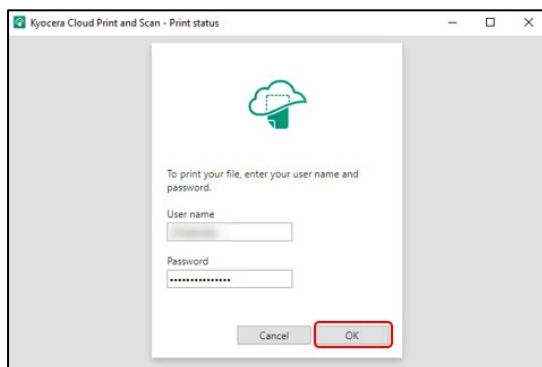 Kyocera Cloud Print and Scan - Print status
To print your file, enter your user name and
password.
User name
Password
Cancel
OK